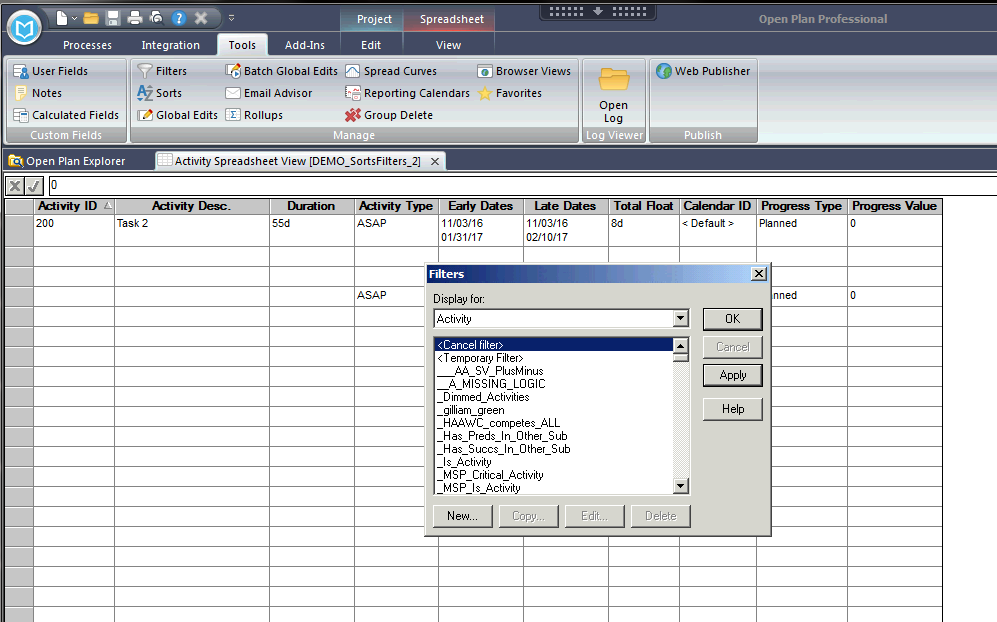 Project Spreadsheet Open Plan Professional
Processes Integration Tools Add-Ins Edit View
User Fields Filters Batch Global Edits Spread Curves Browser Views Web Publisher
Notes Sorts Email Advisor Reporting Calendars Favorites
Calculated Fields Global Edits Rollups Group Delete Open Log
Custom Fields Manage Log Viewer Publish
Open Plan Explorer Activity Spreadsheet View [DEMO_SortsFilters_2]
0
Activity ID Activity Desc. Duration Activity Type Early Dates Late Dates Total Float Calendar ID Progress Type Progress Value
200 Task 2 55d ASAP 11/03/16 11/03/16 8d < Default > Planned 0
01/31/17 02/10/17
ASAP nned 0
Filters
Display for:
Activity
OK
<Cancel filter>
Cancel
<Temporary Filter>
___AA_SV_PlusMinus
Apply
__A_MISSING_LOGIC
_Dimmed_Activities
_gilliam_green
Help
_HAAWC_competes_ALL
_Has_Preds_In_Other_Sub
_Has_Succs_In_Other_Sub
_Is_Activity
_MSP_Critical_Activity
_MSP_Is_Activity
New... Copy... Edit... Delete